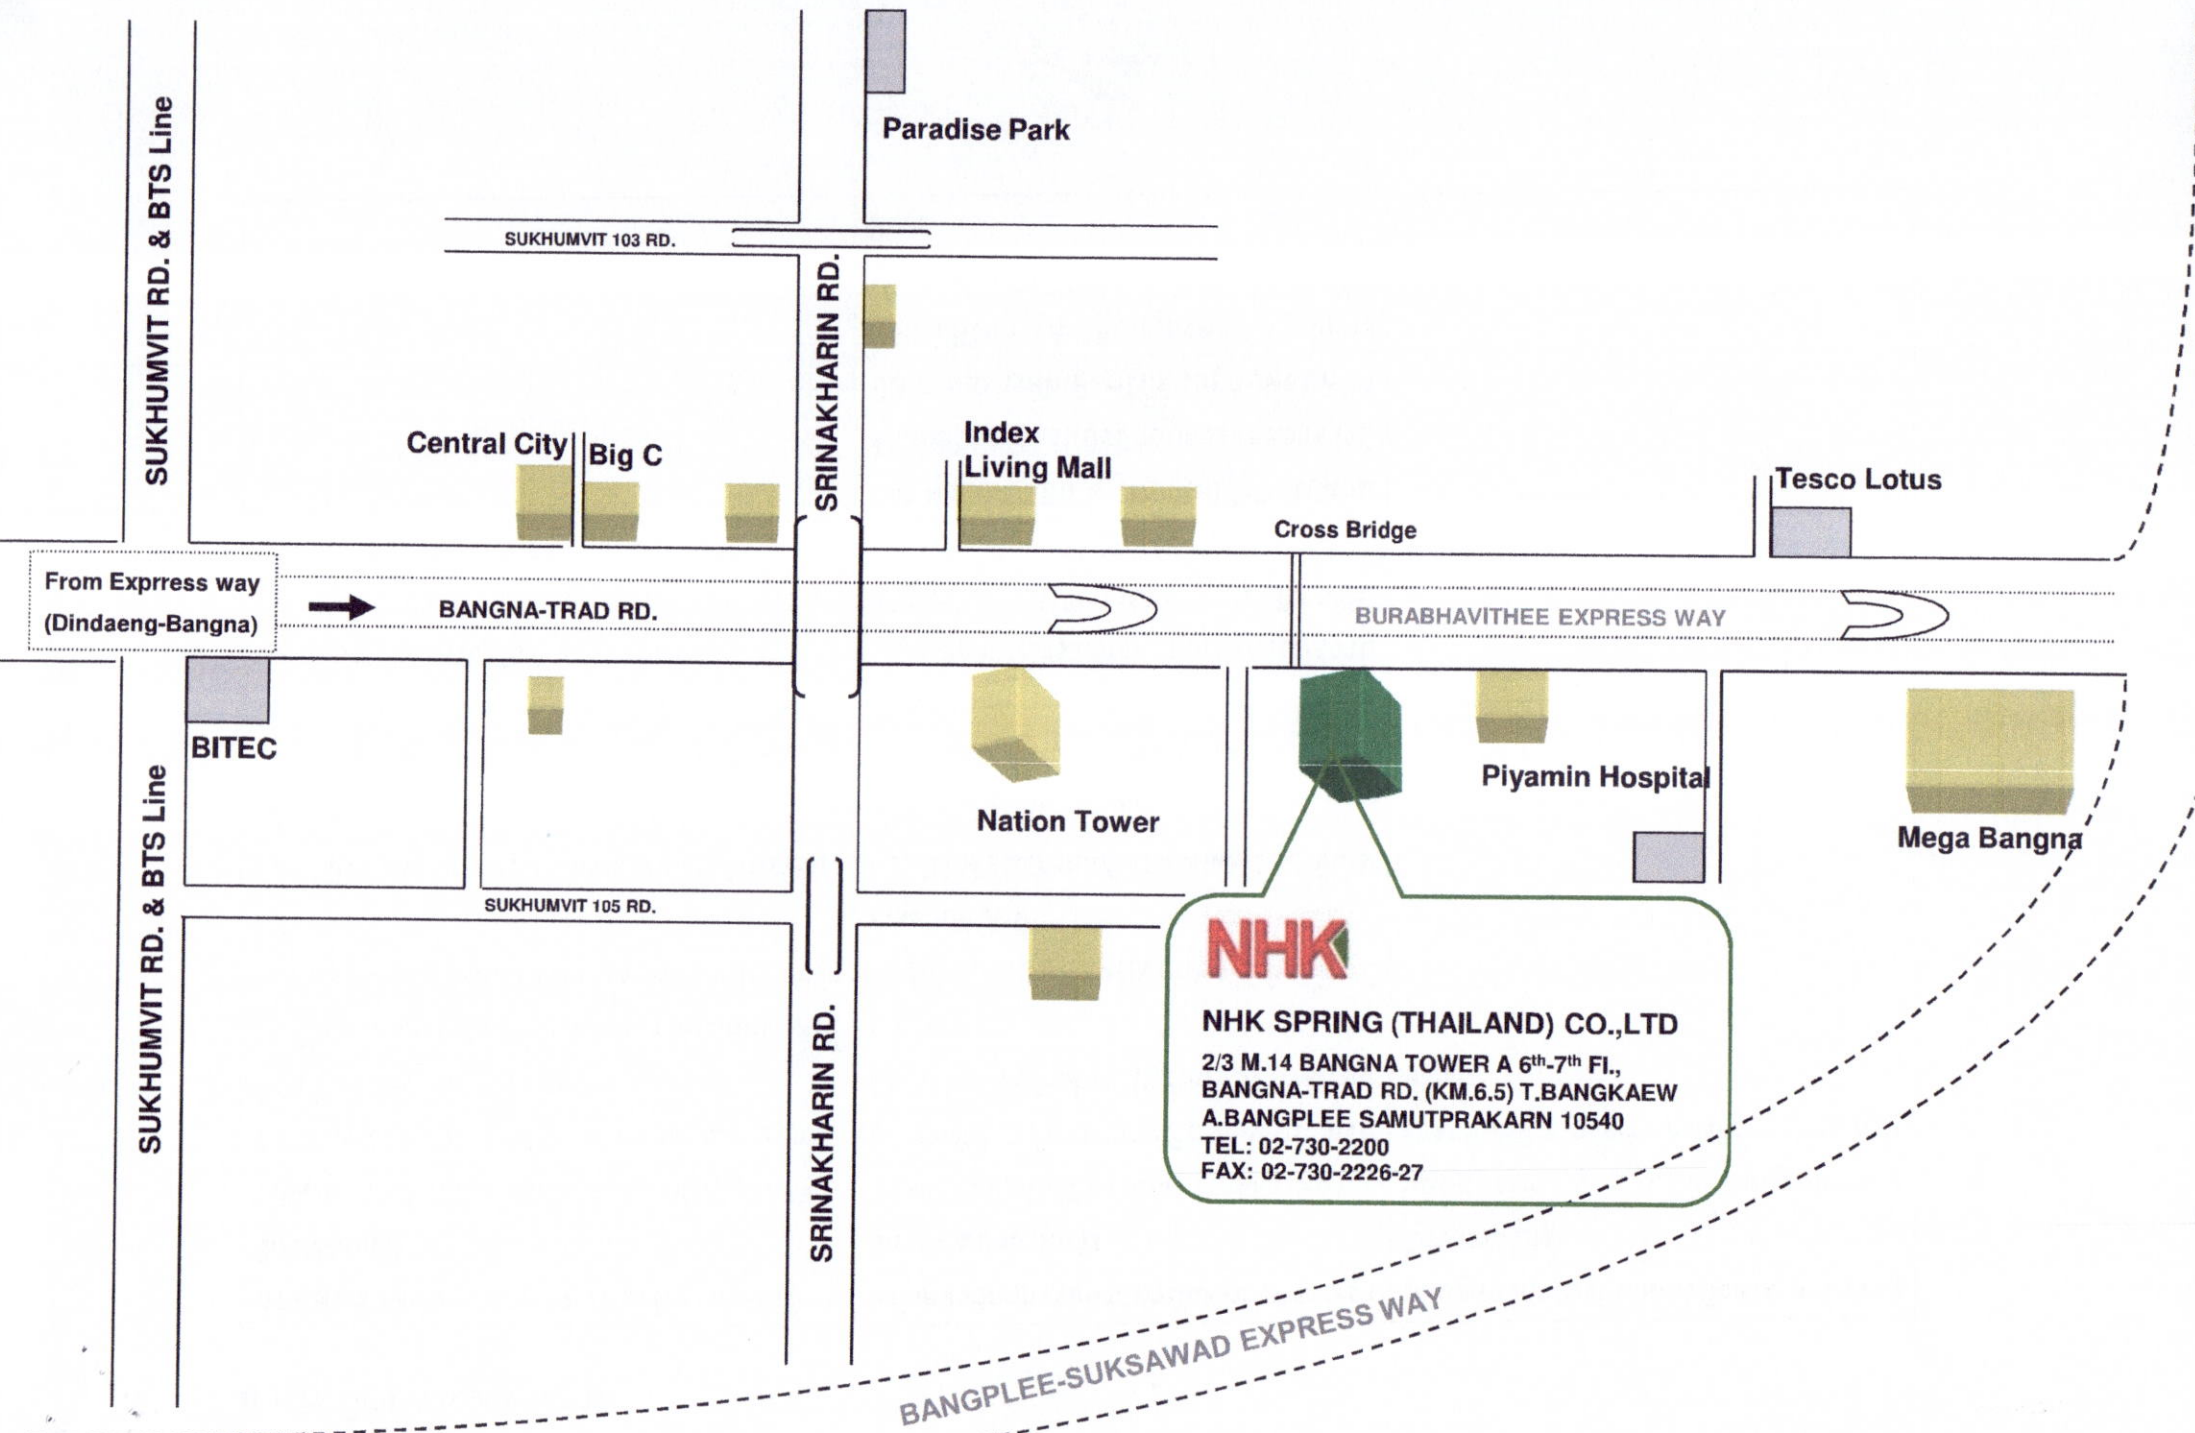 Paradise Park
SUKHUMVIT RD. & BTS Line
SUKHUMVIT 103 RD.
SRINAKHARIN RD.
Central City
Big C
Index
Living Mall
Tesco Lotus
Cross Bridge
From Exprress way
(Dindaeng-Bangna)
BANGNA-TRAD RD.
BURABHAVITHEE EXPRESS WAY
BITEC
Nation Tower
Piyamin Hospital
Mega Bangna
SUKHUMVIT RD. & BTS Line
SUKHUMVIT 105 RD.
SRINAKHARIN RD.
NHK
NHK SPRING (THAILAND) CO.,LTD
2/3 M.14 BANGNA TOWER A 6th-7th Fl.,
BANGNA-TRAD RD. (KM.6.5) T.BANGKAEW
A.BANGPLEE SAMUTPRAKARN 10540
TEL: 02-730-2200
FAX: 02-730-2226-27
BANGPLEE-SUKSAWAD EXPRESS WAY